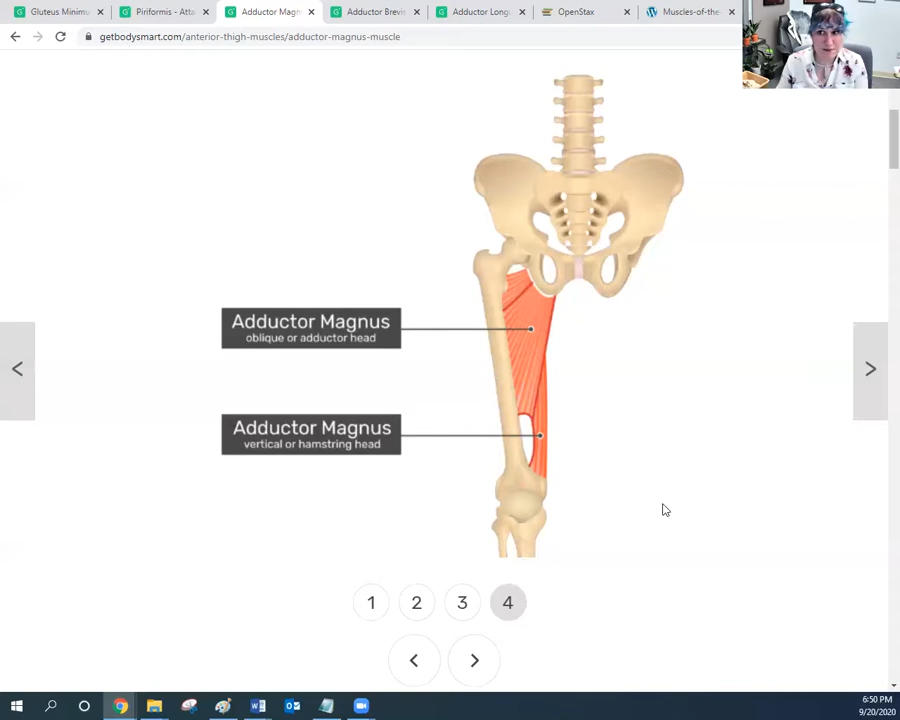 Gluteus Minimu
Piriformis - Atta
Adductor Magn
Adductor Brevis
Adductor Longu
OpenStax
Muscles-of-the
getbodysmart.com/anterior-thigh-muscles/adductor-magnus-muscle
Adductor Magnus
oblique or adductor head
Adductor Magnus
vertical or hamstring head
1 2 3 4
6:50 PM
9/20/2020